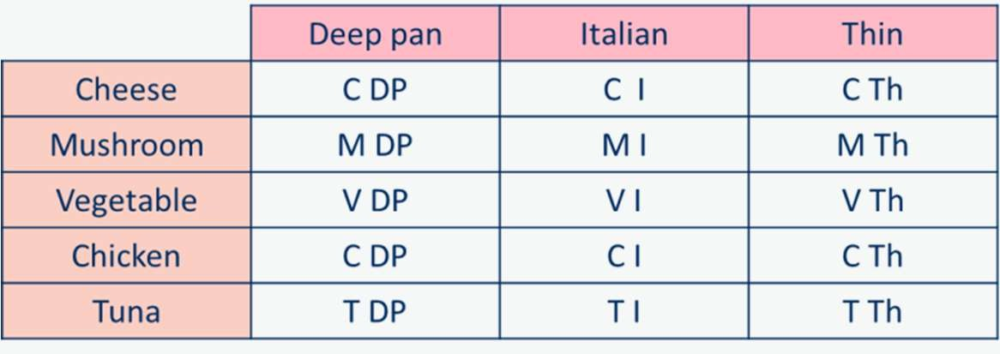 Deep pan Italian Thin
Cheese C DP C I C Th
Mushroom M DP M I M Th
Vegetable V DP V I V Th
Chicken C DP C I C Th
Tuna T DP T I T Th